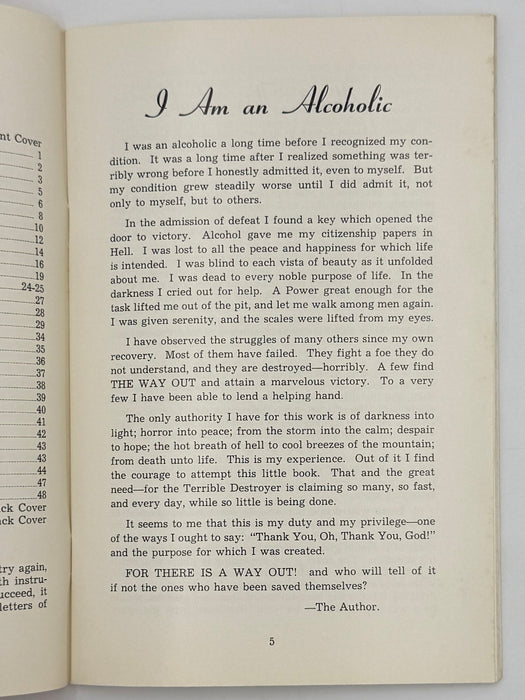 nt Cover
1
2
3
5
6
8
10
12
14
16
19
24-25
27
28
29
34
35
36
37
38
39
40
41
42
43
43
44
47
48
ck Cover
ck Cover
try again,
th instru-
ucceed, it
letters of
I Am an Alcoholic
I was an alcoholic a long time before I recognized my con-
dition. It was a long time after I realized something was ter-
ribly wrong before I honestly admitted it, even to myself. But
my condition grew steadily worse until I did admit it, not
only to myself, but to others.
In the admission of defeat I found a key which opened the
door to victory. Alcohol gave me my citizenship papers in
Hell. I was lost to all the peace and happiness for which life
is intended. I was blind to each vista of beauty as it unfolded
about me. I was dead to every noble purpose of life. In the
darkness I cried out for help. A Power great enough for the
task lifted me out of the pit, and let me walk among men again.
I was given serenity, and the scales were lifted from my eyes.
I have observed the struggles of many others since my own
recovery. Most of them have failed. They fight a foe they do
not understand, and they are destroyed—horribly. A few find
THE WAY OUT and attain a marvelous victory. To a very
few I have been able to lend a helping hand.
The only authority I have for this work is of darkness into
light; horror into peace; from the storm into the calm; despair
to hope; the hot breath of hell to cool breezes of the mountain;
from death unto life. This is my experience. Out of it I find
the courage to attempt this little book. That and the great
need—for the Terrible Destroyer is claiming so many, so fast,
and every day, while so little is being done.
It seems to me that this is my duty and my privilege—one
of the ways I ought to say: "Thank You, Oh, Thank You, God!"
and the purpose for which I was created.
FOR THERE IS A WAY OUT! and who will tell of it
if not the ones who have been saved themselves?
—The Author.
5